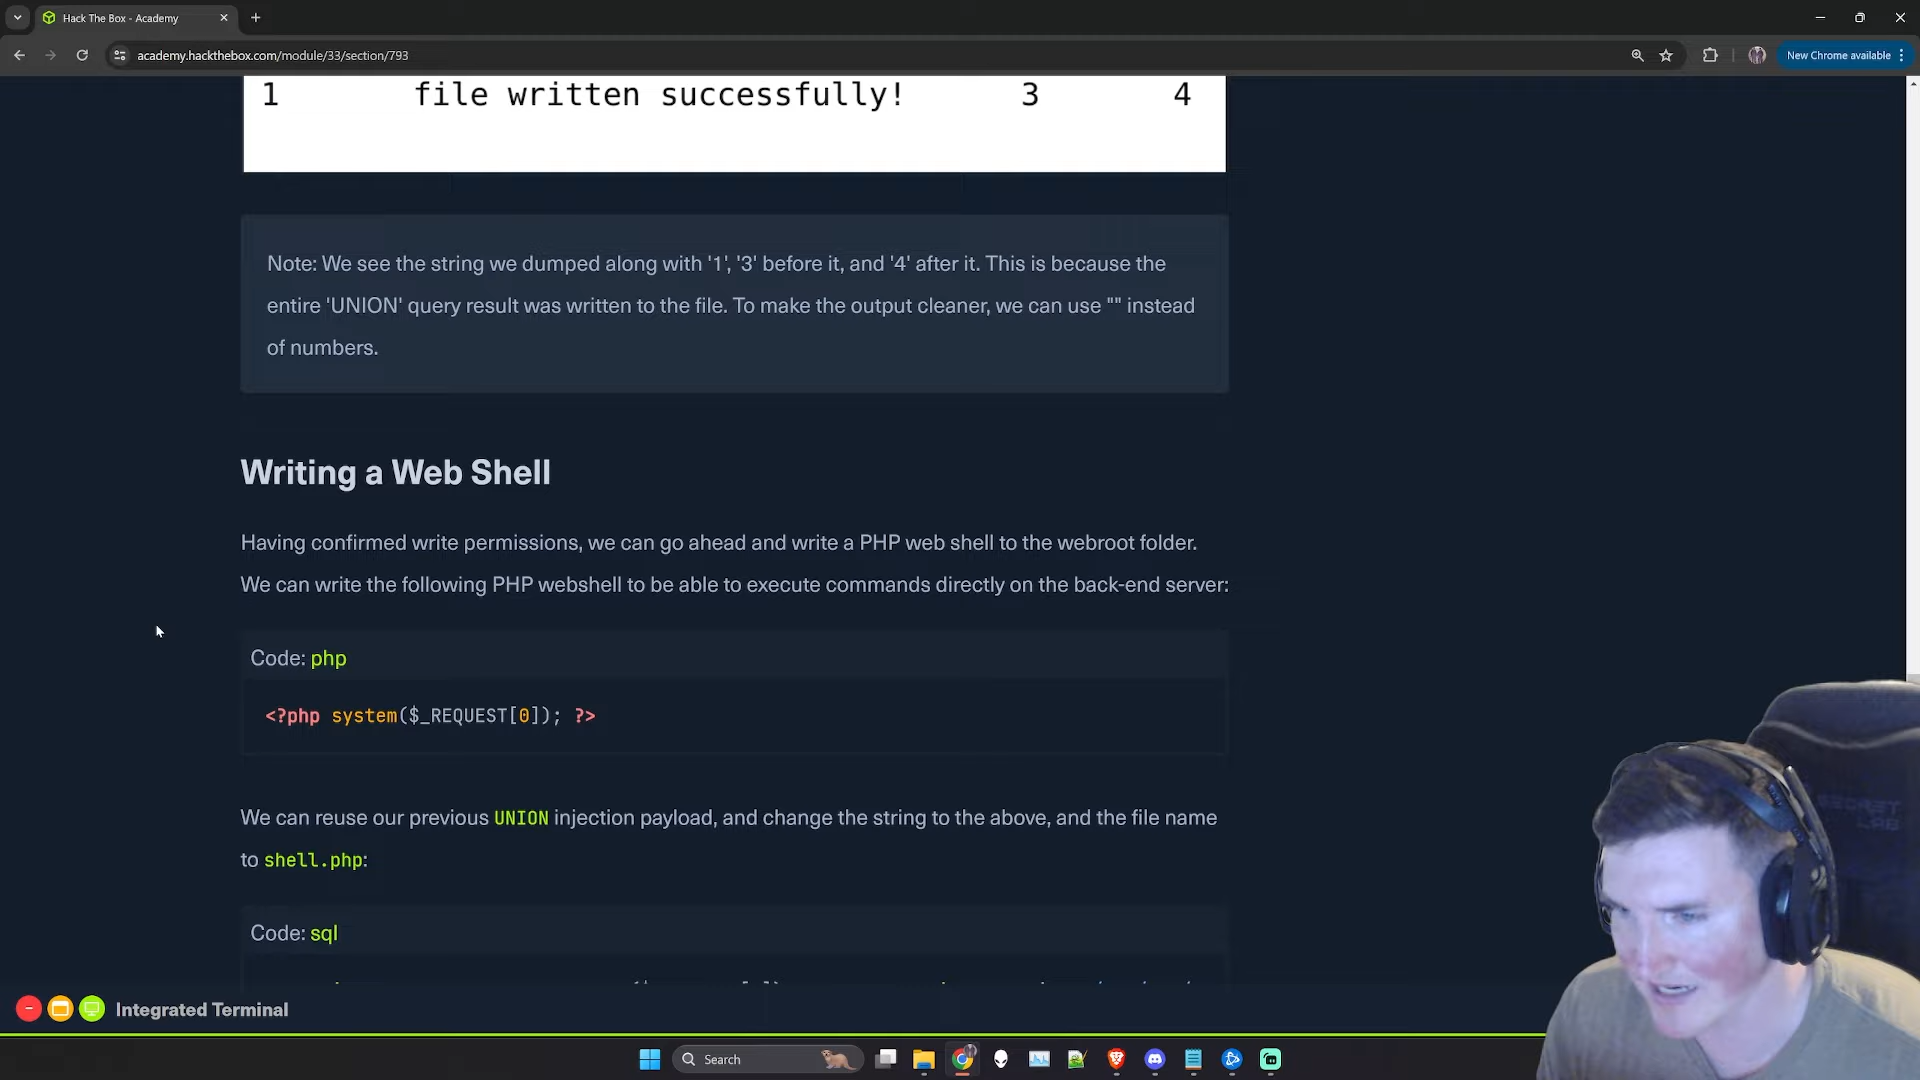 Hack The Box - Academy
academy.hackthebox.com/module/33/section/793
New Chrome available
1 file written successfully! 3 4
Note: We see the string we dumped along with '1', '3' before it, and '4' after it. This is because the
entire 'UNION' query result was written to the file. To make the output cleaner, we can use "" instead
of numbers.
Writing a Web Shell
Having confirmed write permissions, we can go ahead and write a PHP web shell to the webroot folder.
We can write the following PHP webshell to be able to execute commands directly on the back-end server:
Code: php
<?php system($_REQUEST[0]); ?>
We can reuse our previous UNION injection payload, and change the string to the above, and the file name
to shell.php:
Code: sql
Integrated Terminal
Search